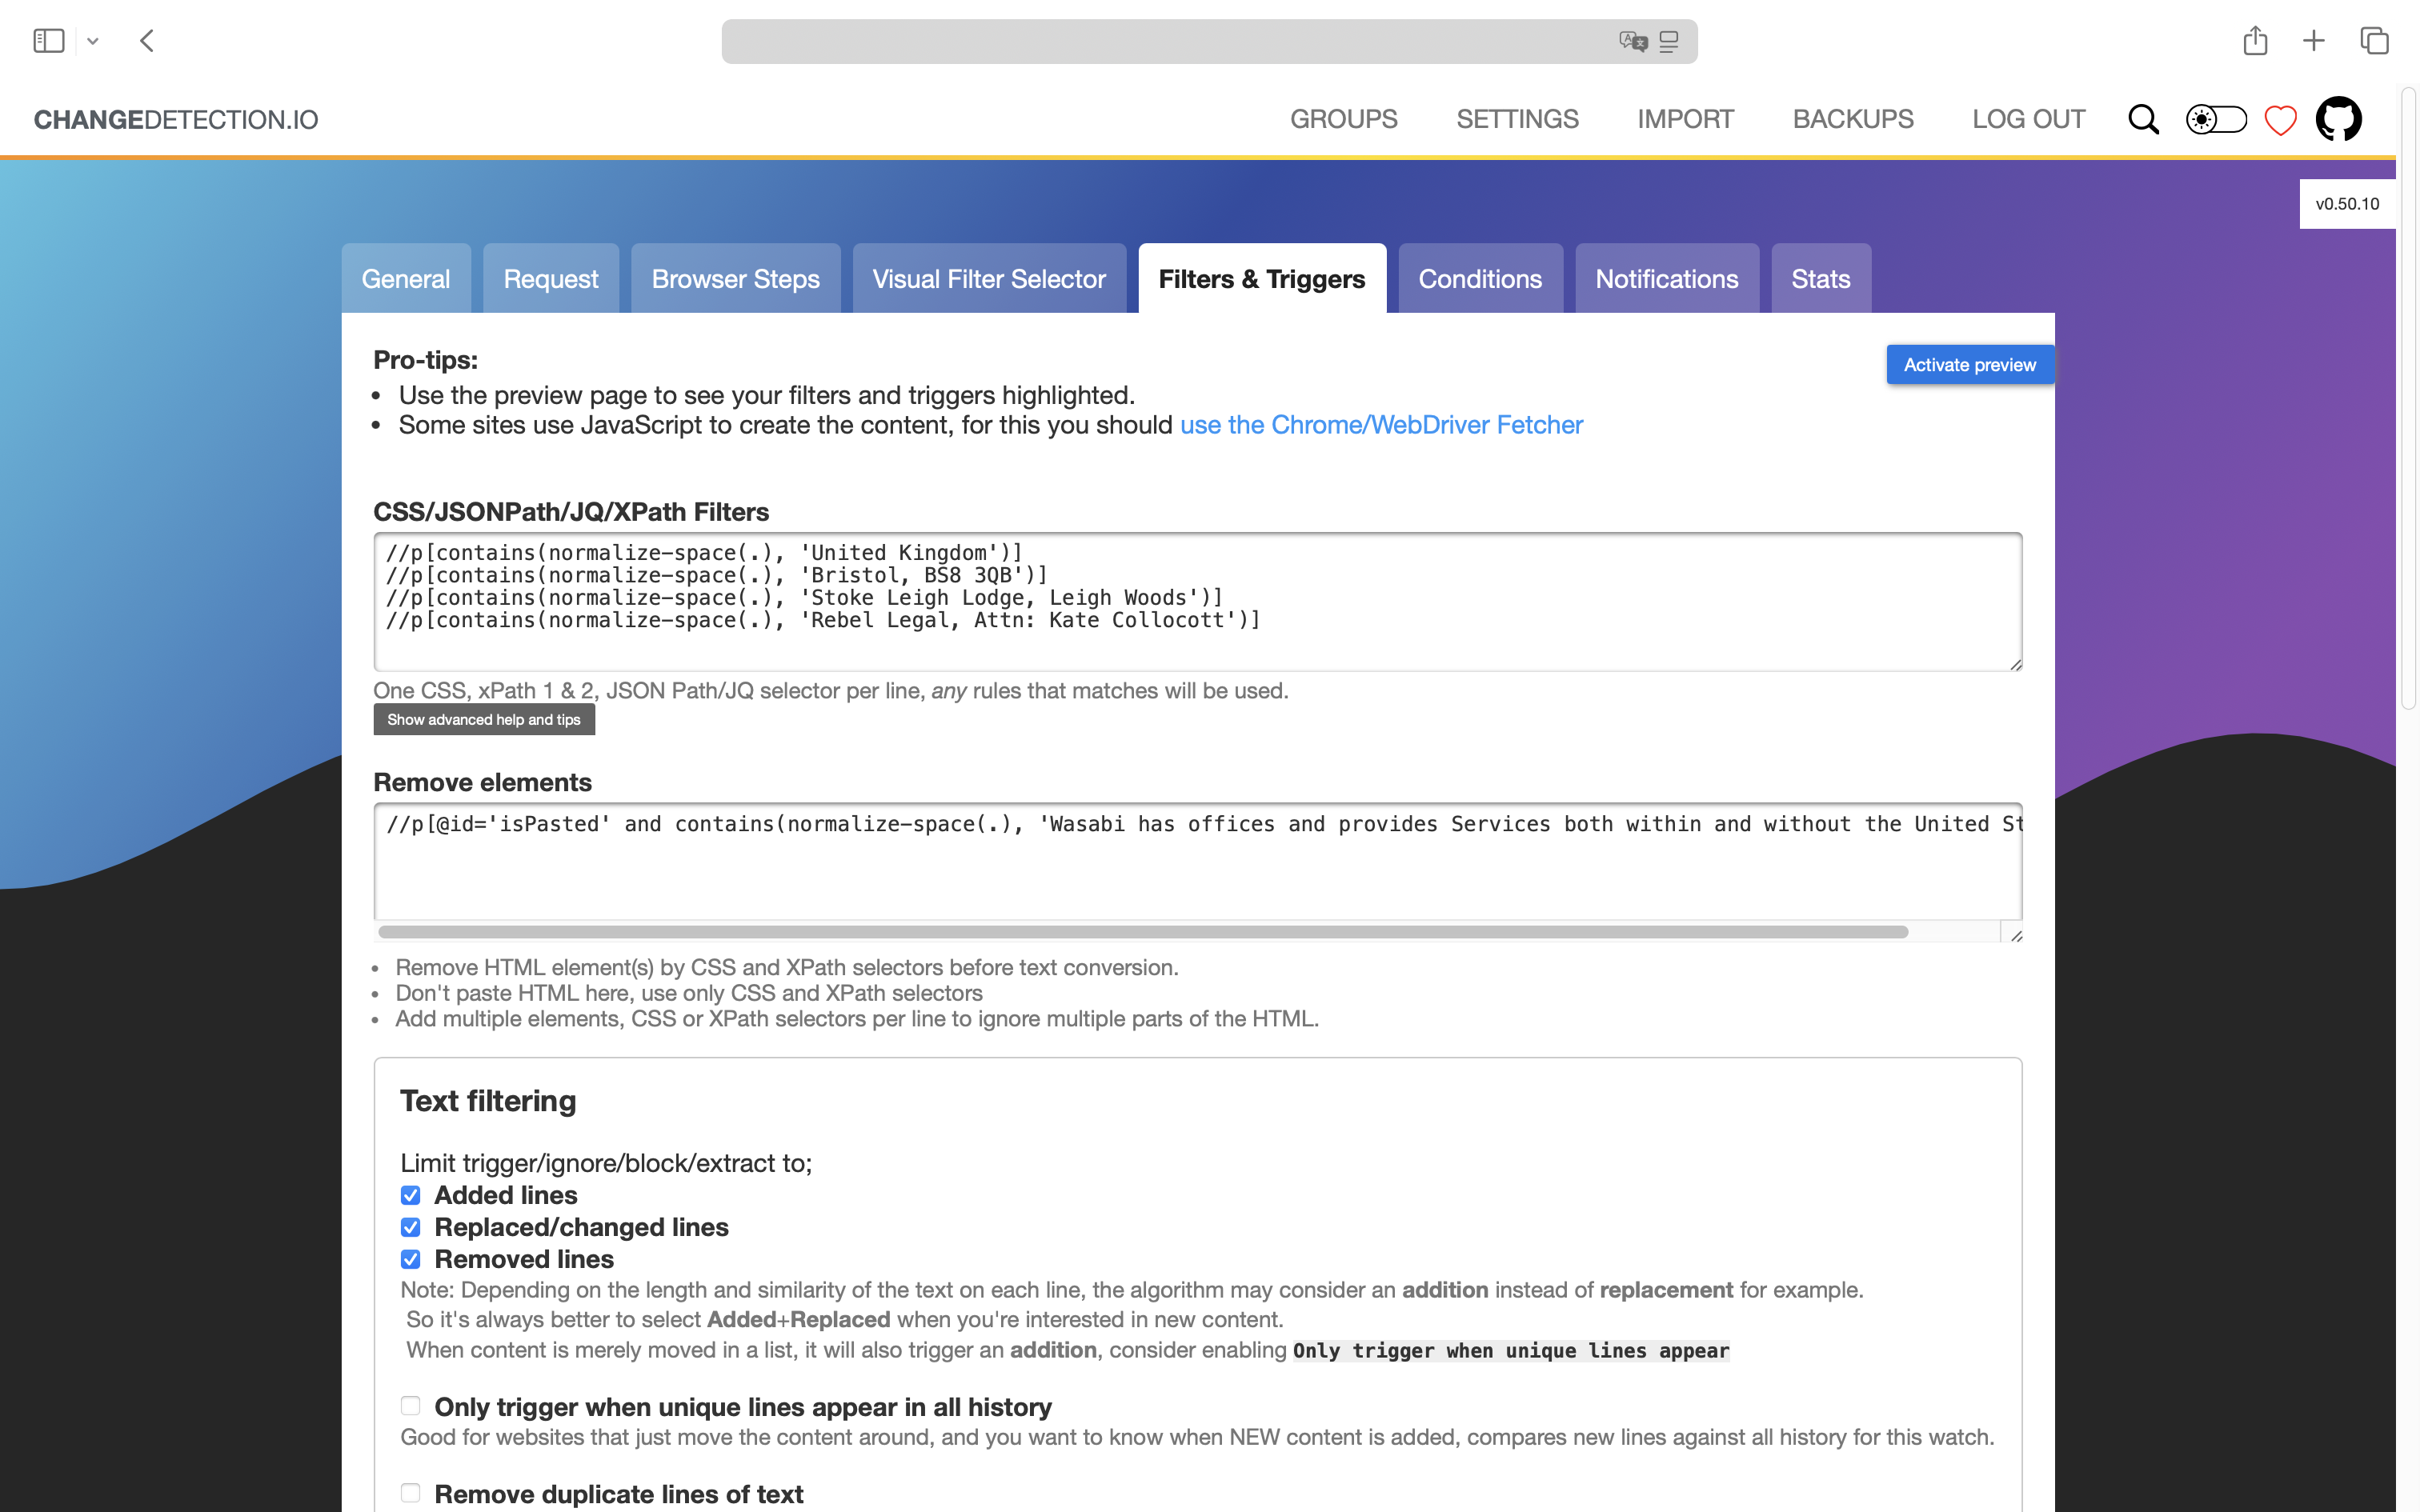 CHANGEDETECTION.IO
GROUPS SETTINGS IMPORT BACKUPS LOG OUT
v0.50.10
General Request Browser Steps Visual Filter Selector Filters & Triggers Conditions Notifications Stats
Pro-tips:
Activate preview
• Use the preview page to see your filters and triggers highlighted.
• Some sites use JavaScript to create the content, for this you should use the Chrome/WebDriver Fetcher
CSS/JSONPath/JQ/XPath Filters
//p[contains(normalize-space(.), 'United Kingdom')]
//p[contains(normalize-space(.), 'Bristol, BS8 3QB')]
//p[contains(normalize-space(.), 'Stoke Leigh Lodge, Leigh Woods')]
//p[contains(normalize-space(.), 'Rebel Legal, Attn: Kate Collocott')]
One CSS, xPath 1 & 2, JSON Path/JQ selector per line, any rules that matches will be used.
Show advanced help and tips
Remove elements
//p[@id='isPasted' and contains(normalize-space(.), 'Wasabi has offices and provides Services both within and without the United St
• Remove HTML element(s) by CSS and XPath selectors before text conversion.
• Don't paste HTML here, use only CSS and XPath selectors
• Add multiple elements, CSS or XPath selectors per line to ignore multiple parts of the HTML.
Text filtering
Limit trigger/ignore/block/extract to;
Added lines
Replaced/changed lines
Removed lines
Note: Depending on the length and similarity of the text on each line, the algorithm may consider an addition instead of replacement for example.
So it's always better to select Added+Replaced when you're interested in new content.
When content is merely moved in a list, it will also trigger an addition, consider enabling Only trigger when unique lines appear
Only trigger when unique lines appear in all history
Good for websites that just move the content around, and you want to know when NEW content is added, compares new lines against all history for this watch.
Remove duplicate lines of text